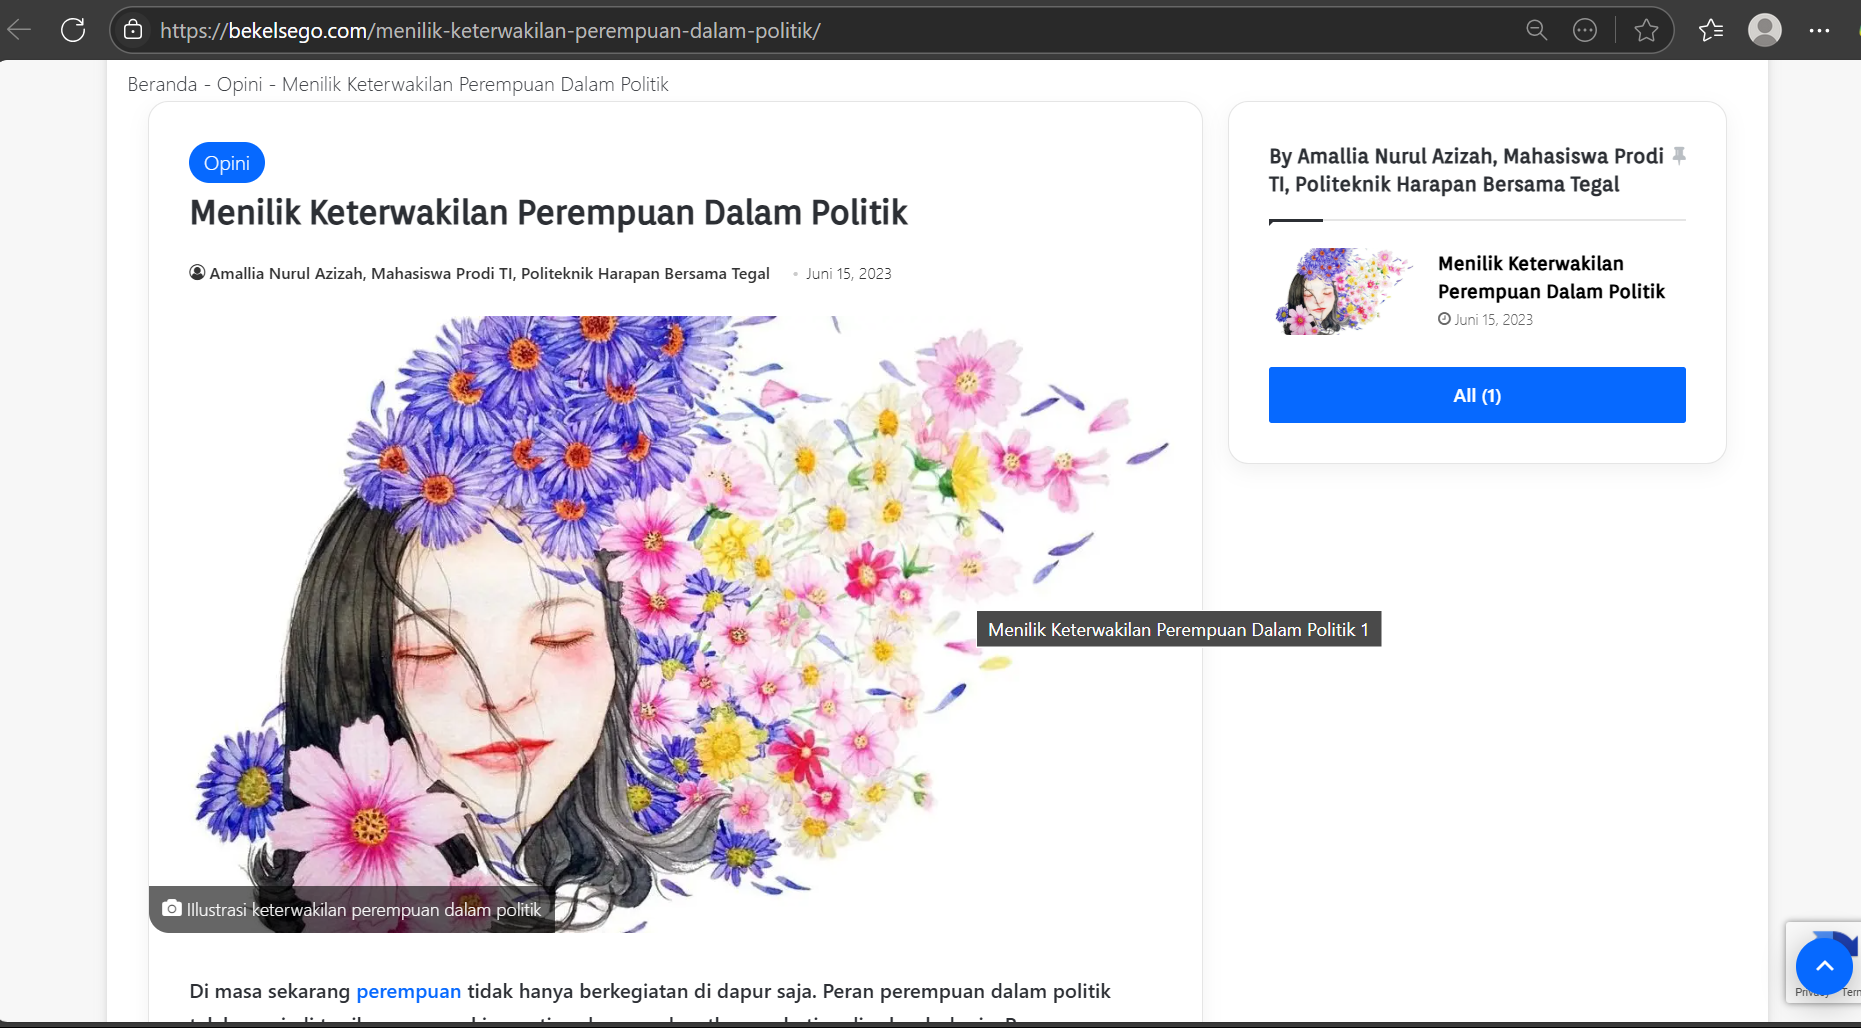 https://bekelsego.com/menilik-keterwakilan-perempuan-dalam-politik/
Beranda - Opini - Menilik Keterwakilan Perempuan Dalam Politik
Opini
Menilik Keterwakilan Perempuan Dalam Politik
Amallia Nurul Azizah, Mahasiswa Prodi TI, Politeknik Harapan Bersama Tegal • Juni 15, 2023
Menilik Keterwakilan Perempuan Dalam Politik 1
Illustrasi keterwakilan perempuan dalam politik
Di masa sekarang perempuan tidak hanya berkegiatan di dapur saja. Peran perempuan dalam politik
By Amallia Nurul Azizah, Mahasiswa Prodi
TI, Politeknik Harapan Bersama Tegal
Menilik Keterwakilan
Perempuan Dalam Politik
Juni 15, 2023
All (1)